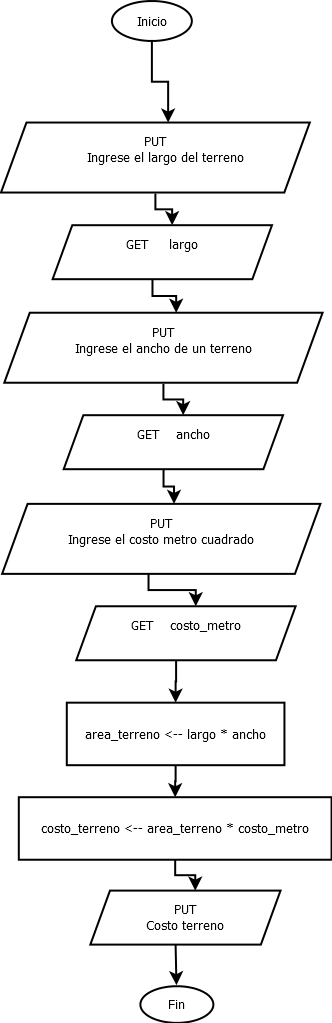 Inicio
PUT
Ingrese el largo del terreno
GET largo
PUT
Ingrese el ancho de un terreno
GET ancho
PUT
Ingrese el costo metro cuadrado
GET costo_metro
area_terreno <-- largo * ancho
costo_terreno <-- area_terreno * costo_metro
PUT
Costo terreno
Fin